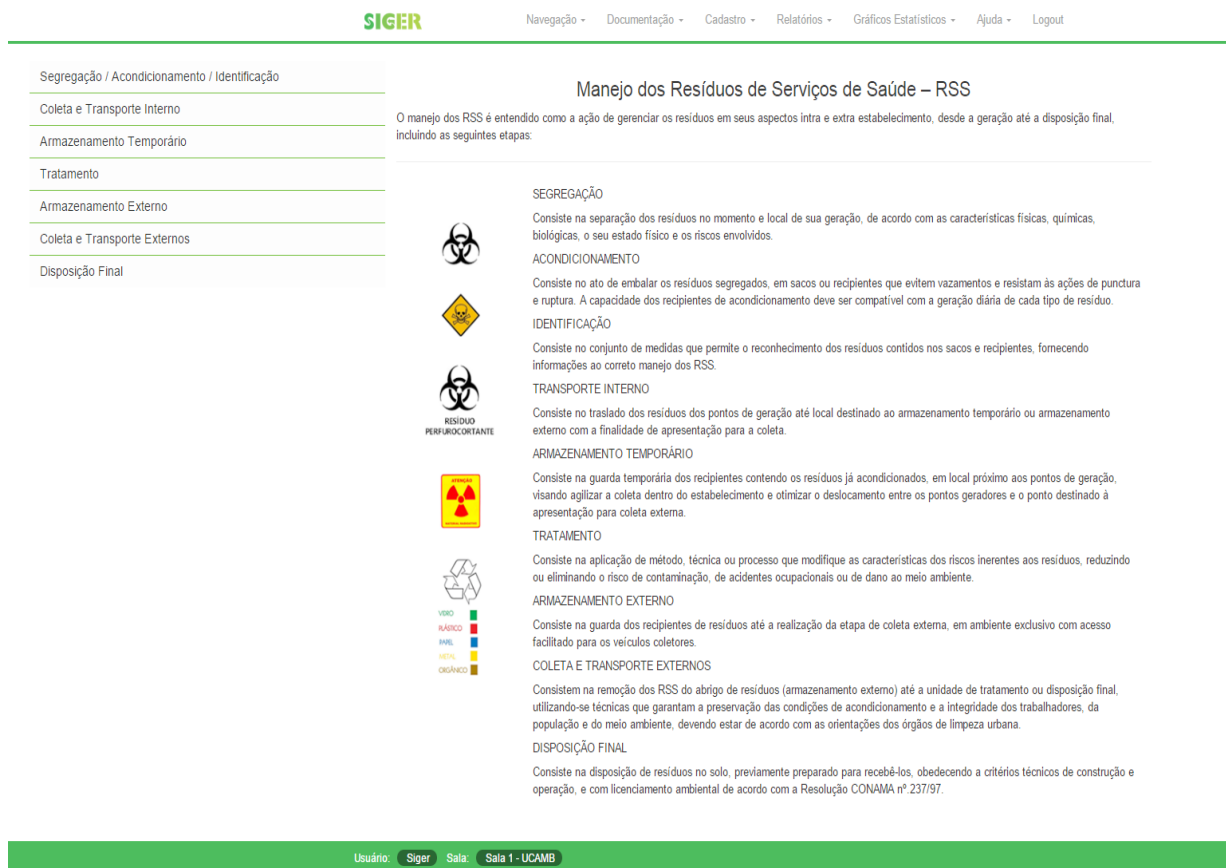 SIGER
Navegação Documentação Cadastro Relatórios Gráficos Estatísticos Ajuda Logout
Segregação / Acondicionamento / Identificação
Coleta e Transporte Interno
Armazenamento Temporário
Tratamento
Armazenamento Externo
Coleta e Transporte Externos
Disposição Final
Manejo dos Resíduos de Serviços de Saúde – RSS
O manejo dos RSS é entendido como a ação de gerenciar os resíduos em seus aspectos intra e extra estabelecimento, desde a geração até a disposição final,
incluindo as seguintes etapas:
SEGREGAÇÃO
Consiste na separação dos resíduos no momento e local de sua geração, de acordo com as características físicas, químicas,
biológicas, o seu estado físico e os riscos envolvidos.
ACONDICIONAMENTO
Consiste no ato de embalar os resíduos segregados, em sacos ou recipientes que evitem vazamentos e resistam às ações de punctura
e ruptura. A capacidade dos recipientes de acondicionamento deve ser compatível com a geração diária de cada tipo de resíduo.
IDENTIFICAÇÃO
Consiste no conjunto de medidas que permite o reconhecimento dos resíduos contidos nos sacos e recipientes, fornecendo
informações ao correto manejo dos RSS.
TRANSPORTE INTERNO
Consiste no traslado dos resíduos dos pontos de geração até local destinado ao armazenamento temporário ou armazenamento
externo com a finalidade de apresentação para a coleta.
ARMAZENAMENTO TEMPORÁRIO
Consiste na guarda temporária dos recipientes contendo os resíduos já acondicionados, em local próximo aos pontos de geração,
visando agilizar a coleta dentro do estabelecimento e otimizar o deslocamento entre os pontos geradores e o ponto destinado à
apresentação para coleta externa.
TRATAMENTO
Consiste na aplicação de método, técnica ou processo que modifique as características dos riscos inerentes aos resíduos, reduzindo
ou eliminando o risco de contaminação, de acidentes ocupacionais ou de dano ao meio ambiente.
ARMAZENAMENTO EXTERNO
Consiste na guarda dos recipientes de resíduos até a realização da etapa de coleta externa, em ambiente exclusivo com acesso
facilitado para os veículos coletores.
COLETA E TRANSPORTE EXTERNOS
Consistem na remoção dos RSS do abrigo de resíduos (armazenamento externo) até a unidade de tratamento ou disposição final,
utilizando-se técnicas que garantam a preservação das condições de acondicionamento e a integridade dos trabalhadores, da
população e do meio ambiente, devendo estar de acordo com as orientações dos órgãos de limpeza urbana.
DISPOSIÇÃO FINAL
Consiste na disposição de resíduos no solo, previamente preparado para recebê-los, obedecendo a critérios técnicos de construção e
operação, e com licenciamento ambiental de acordo com a Resolução CONAMA nº.237/97.
RESÍDUO
PERFUROCORTANTE
ATENÇÃO
VIDRO
PLÁSTICO
PAPEL
METAL
ORGÂNICO
Usuário: Siger Sala: Sala 1 - UCAMB